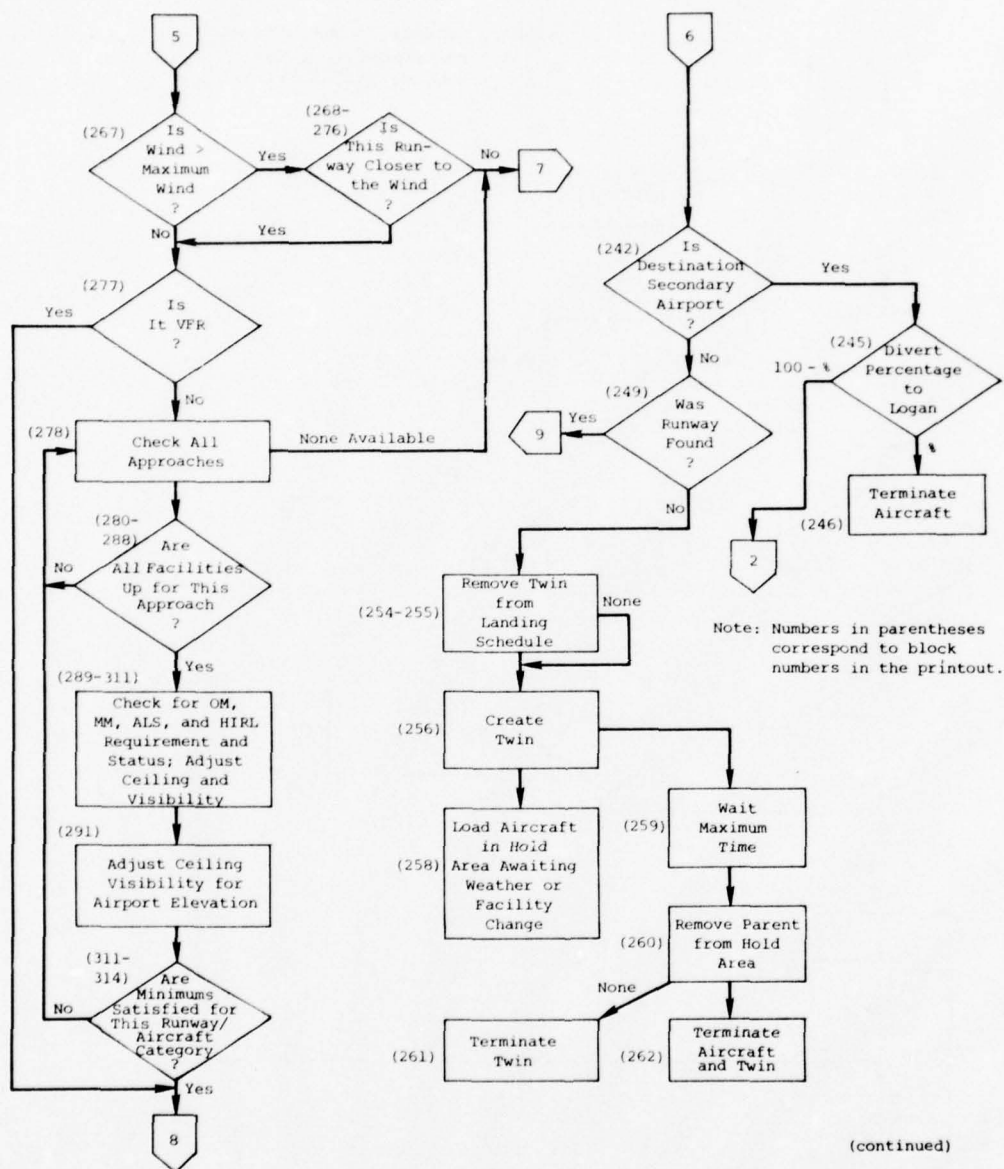 5
(267)
Is
Wind >
Maximum
Wind
?
Yes
No
(268-
276)
Is
This Run-
way Closer to
the Wind
?
No
Yes
7
(277)
Is
It VFR
?
Yes
No
(278)
Check All
Approaches
None Available
(280-
288)
Are
All Facilities
Up for This
Approach
?
No
Yes
(289-311)
Check for OM,
MM, ALS, and HIRL
Requirement and
Status; Adjust
Ceiling and
Visibility
(291)
Adjust Ceiling
Visibility for
Airport Elevation
(311-
314)
Are
Minimums
Satisfied for
This Runway/
Aircraft
Category
?
No
Yes
8
6
(242)
Is
Destination
Secondary
Airport
?
Yes
No
(245)
Divert
Percentage
to
Logan
100 - %
%
(246)
Terminate
Aircraft
2
(249)
Was
Runway
Found
?
Yes
9
No
(254-255)
Remove Twin
from
Landing
Schedule
None
Note: Numbers in parentheses
correspond to block
numbers in the printout.
(256)
Create
Twin
(258)
Load Aircraft
in Hold
Area Awaiting
Weather or
Facility
Change
(259)
Wait
Maximum
Time
(260)
Remove Parent
from Hold
Area
None
(261)
Terminate
Twin
(262)
Terminate
Aircraft
and Twin
(continued)